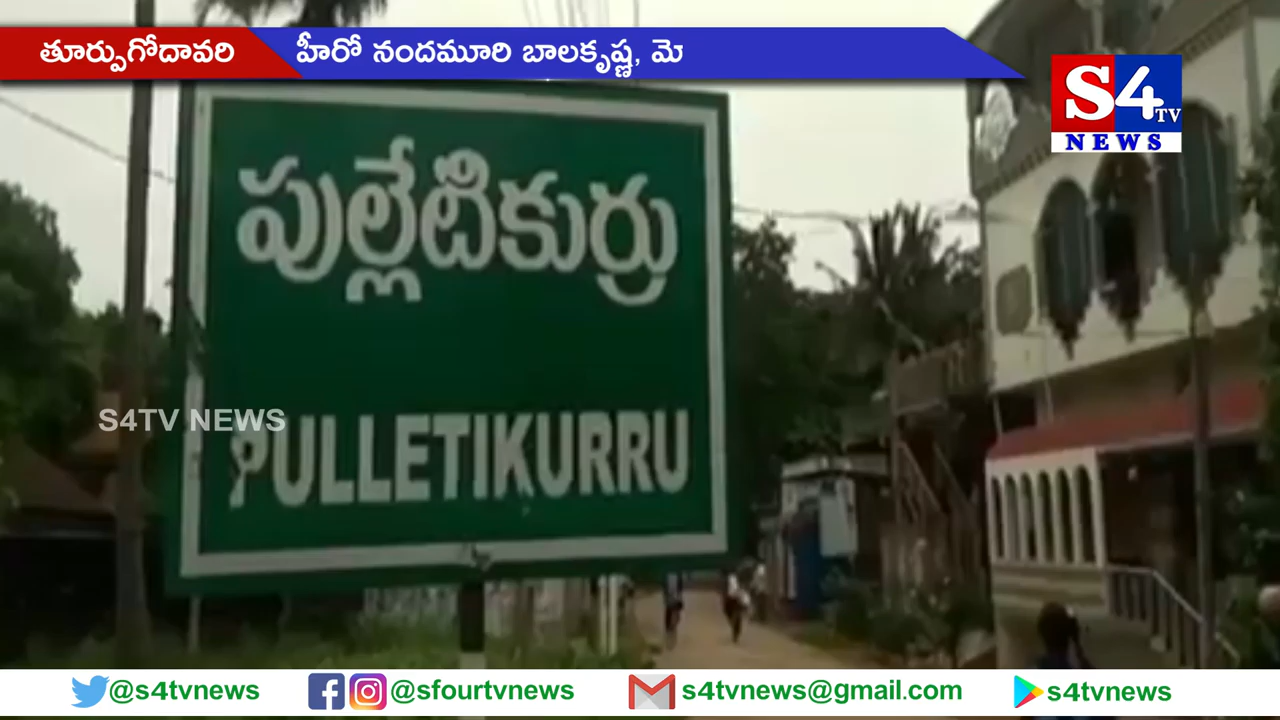 తూర్పుగోదావరి
హీరో నందమూరి బాలకృష్ణ, మె
S4
TV
NEWS
పుల్లేటికుర్రు
S4TV NEWS
PULLETIKURRU
@s4tvnews @sfourtvnews s4tvnews@gmail.com s4tvnews